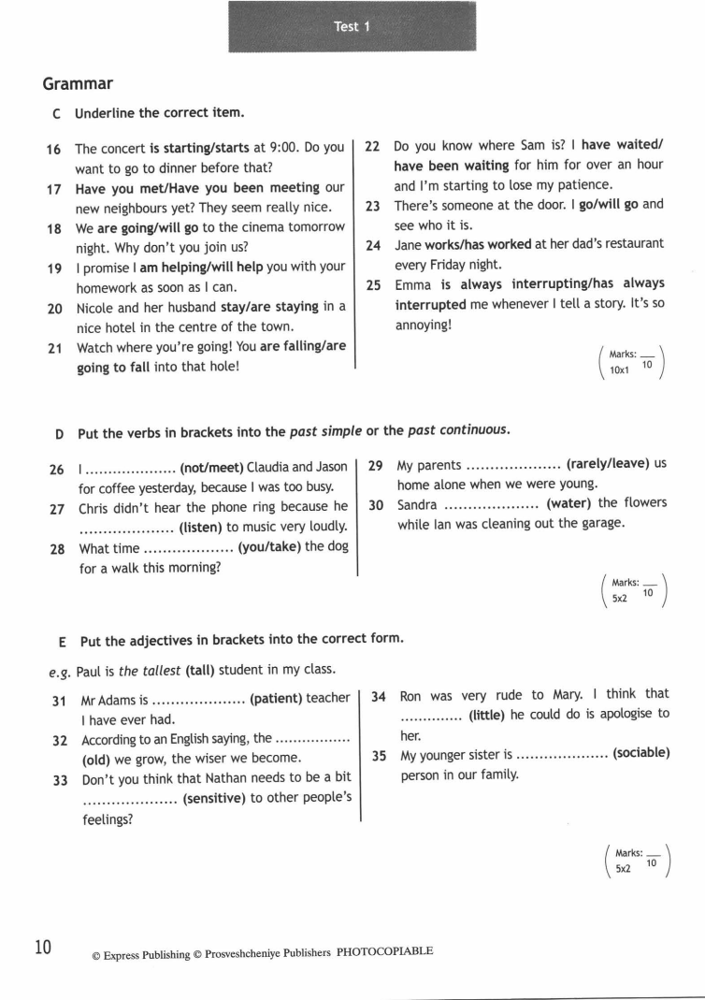 Test 1
Grammar
C Underline the correct item.
16 The concert is starting/starts at 9:00. Do you
want to go to dinner before that?
17 Have you met/Have you been meeting our
new neighbours yet? They seem really nice.
18 We are going/will go to the cinema tomorrow
night. Why don't you join us?
19 I promise I am helping/will help you with your
homework as soon as I can.
20 Nicole and her husband stay/are staying in a
nice hotel in the centre of the town.
21 Watch where you're going! You are falling/are
going to fall into that hole!
22 Do you know where Sam is? I have waited/
have been waiting for him for over an hour
and I'm starting to lose my patience.
23 There's someone at the door. I go/will go and
see who it is.
24 Jane works/has worked at her dad's restaurant
every Friday night.
25 Emma is always interrupting/has always
interrupted me whenever I tell a story. It's so
annoying!
Marks: __
10x1 10
D Put the verbs in brackets into the past simple or the past continuous.
26 I ................... (not/meet) Claudia and Jason
for coffee yesterday, because I was too busy.
27 Chris didn't hear the phone ring because he
.................... (listen) to music very loudly.
28 What time ................... (you/take) the dog
for a walk this morning?
29 My parents .................... (rarely/leave) us
home alone when we were young.
30 Sandra .................... (water) the flowers
while Ian was cleaning out the garage.
Marks: __
5x2 10
E Put the adjectives in brackets into the correct form.
e.g. Paul is the tallest (tall) student in my class.
31 Mr Adams is .................... (patient) teacher
I have ever had.
32 According to an English saying, the ................
(old) we grow, the wiser we become.
33 Don't you think that Nathan needs to be a bit
.................... (sensitive) to other people's
feelings?
34 Ron was very rude to Mary. I think that
............. (little) he could do is apologise to
her.
35 My younger sister is .................... (sociable)
person in our family.
Marks: __
5x2 10
10 © Express Publishing © Prosveshcheniye Publishers PHOTOCOPIABLE